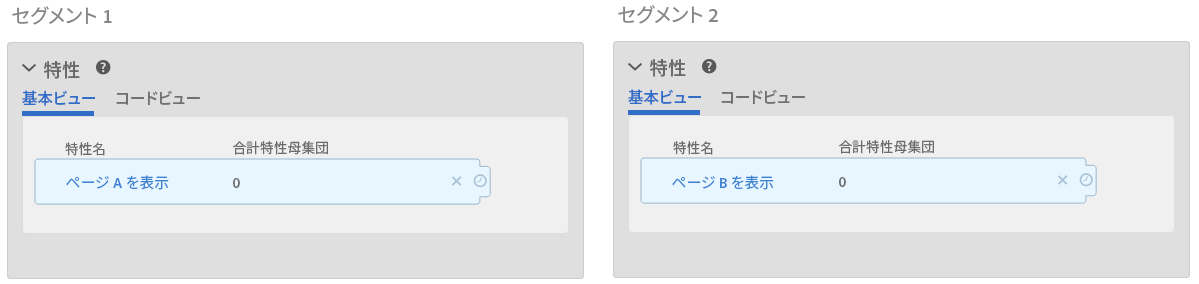 セグメント 1
特性 ?
基本ビュー コードビュー
特性名 合計特性母集団
ページ A を表示 0
セグメント 2
特性 ?
基本ビュー コードビュー
特性名 合計特性母集団
ページ B を表示 0